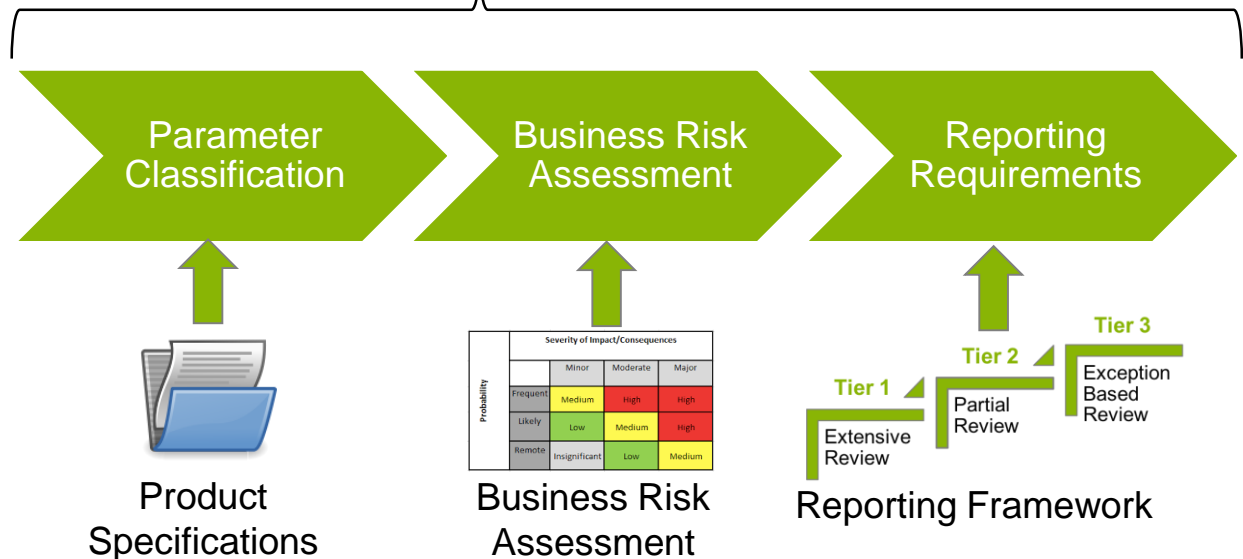 Parameter
Classification
Business Risk
Assessment
Reporting
Requirements
Product
Specifications
Severity of Impact/Consequences
Probability
Minor
Moderate
Major
Frequent
Medium
High
High
Likely
Low
Medium
High
Remote
Insignificant
Low
Medium
Business Risk
Assessment
Tier 1
Extensive
Review
Tier 2
Partial
Review
Tier 3
Exception
Based
Review
Reporting Framework